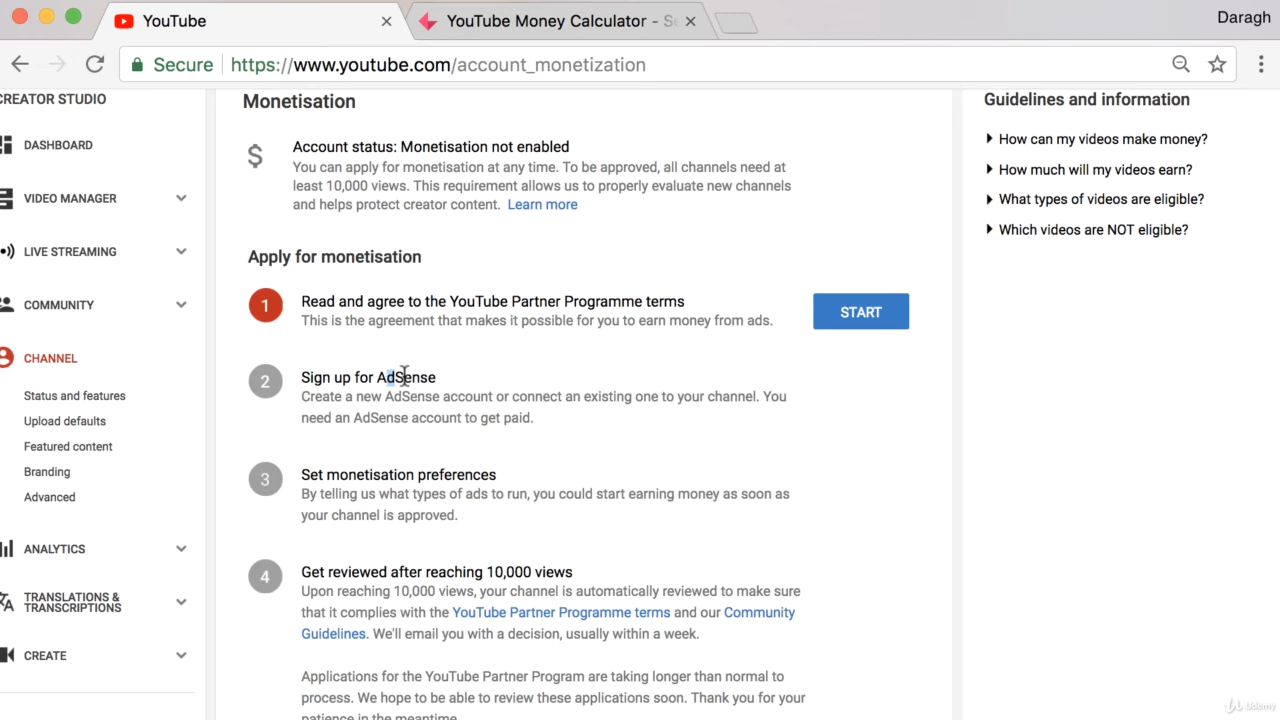 YouTube
YouTube Money Calculator - S
Daragh
Secure
https://www.youtube.com/account_monetization
CREATOR STUDIO
DASHBOARD
VIDEO MANAGER
LIVE STREAMING
COMMUNITY
CHANNEL
Status and features
Upload defaults
Featured content
Branding
Advanced
ANALYTICS
TRANSLATIONS &
TRANSCRIPTIONS
CREATE
Monetisation
$
Account status: Monetisation not enabled
You can apply for monetisation at any time. To be approved, all channels need at
least 10,000 views. This requirement allows us to properly evaluate new channels
and helps protect creator content. Learn more
Apply for monetisation
1
Read and agree to the YouTube Partner Programme terms
This is the agreement that makes it possible for you to earn money from ads.
START
2
Sign up for AdSense
Create a new AdSense account or connect an existing one to your channel. You
need an AdSense account to get paid.
3
Set monetisation preferences
By telling us what types of ads to run, you could start earning money as soon as
your channel is approved.
4
Get reviewed after reaching 10,000 views
Upon reaching 10,000 views, your channel is automatically reviewed to make sure
that it complies with the YouTube Partner Programme terms and our Community
Guidelines. We'll email you with a decision, usually within a week.
Applications for the YouTube Partner Program are taking longer than normal to
process. We hope to be able to review these applications soon. Thank you for your
patience in the meantime.
Guidelines and information
How can my videos make money?
How much will my videos earn?
What types of videos are eligible?
Which videos are NOT eligible?
Udemy